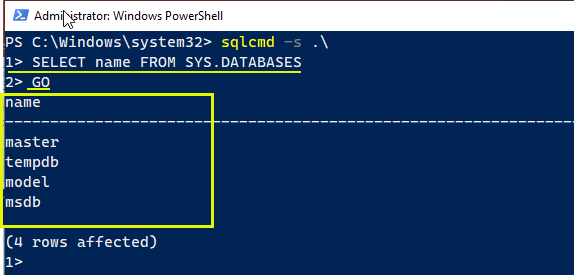 Administrator: Windows PowerShell
PS C:\Windows\system32> sqlcmd -s .\
1> SELECT name FROM SYS.DATABASES
2> GO
name
--------------------------------------------------------------------------------
master
tempdb
model
msdb
(4 rows affected)
1>